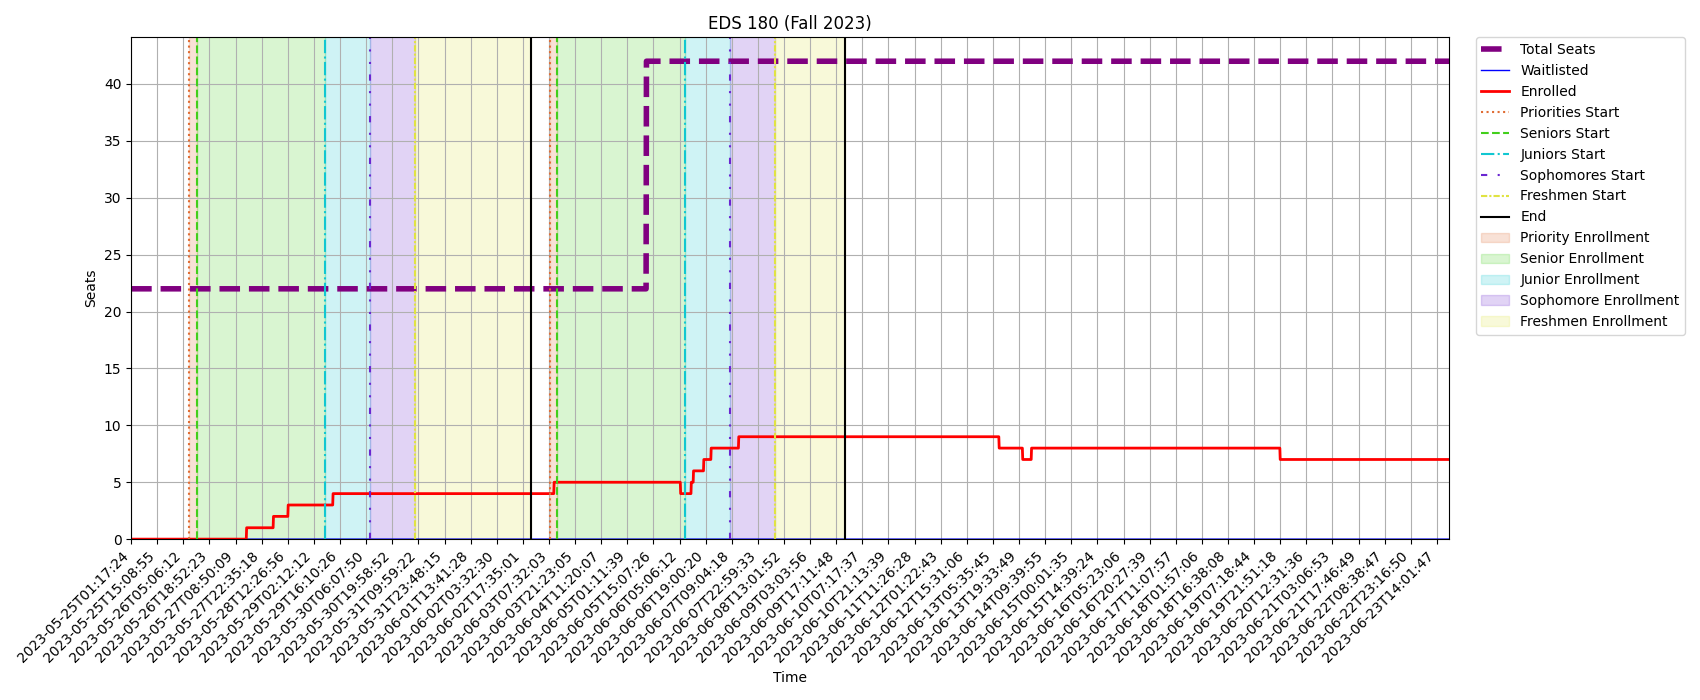 EDS 180 (Fall 2023)
Seats
40
35
30
25
20
15
10
5
0
2023-05-25T01:17:24
2023-05-25T15:08:55
2023-05-26T05:06:12
2023-05-26T18:52:23
2023-05-27T08:50:09
2023-05-27T22:35:18
2023-05-28T12:26:56
2023-05-29T02:12:12
2023-05-29T16:10:26
2023-05-30T06:07:50
2023-05-30T19:58:52
2023-05-31T09:59:22
2023-05-31T23:48:15
2023-06-01T13:41:28
2023-06-02T03:32:30
2023-06-02T17:35:01
2023-06-03T07:32:03
2023-06-03T21:23:05
2023-06-04T11:20:07
2023-06-05T01:11:39
2023-06-05T15:07:26
2023-06-06T05:06:12
2023-06-06T19:00:20
2023-06-07T09:04:18
2023-06-07T22:59:33
2023-06-08T13:01:52
2023-06-09T03:03:56
2023-06-09T17:11:48
2023-06-10T07:17:37
2023-06-10T21:13:39
2023-06-11T11:26:28
2023-06-12T01:22:43
2023-06-12T15:31:06
2023-06-13T05:35:45
2023-06-13T19:33:49
2023-06-14T09:39:55
2023-06-15T00:01:35
2023-06-15T14:39:24
2023-06-16T05:23:06
2023-06-16T20:27:39
2023-06-17T11:07:57
2023-06-18T01:57:06
2023-06-18T16:38:08
2023-06-19T07:18:44
2023-06-19T21:51:18
2023-06-20T12:31:36
2023-06-21T03:06:53
2023-06-21T17:46:49
2023-06-22T08:38:47
2023-06-22T23:16:50
2023-06-23T14:01:47
Time
Total Seats
Waitlisted
Enrolled
Priorities Start
Seniors Start
Juniors Start
Sophomores Start
Freshmen Start
End
Priority Enrollment
Senior Enrollment
Junior Enrollment
Sophomore Enrollment
Freshmen Enrollment